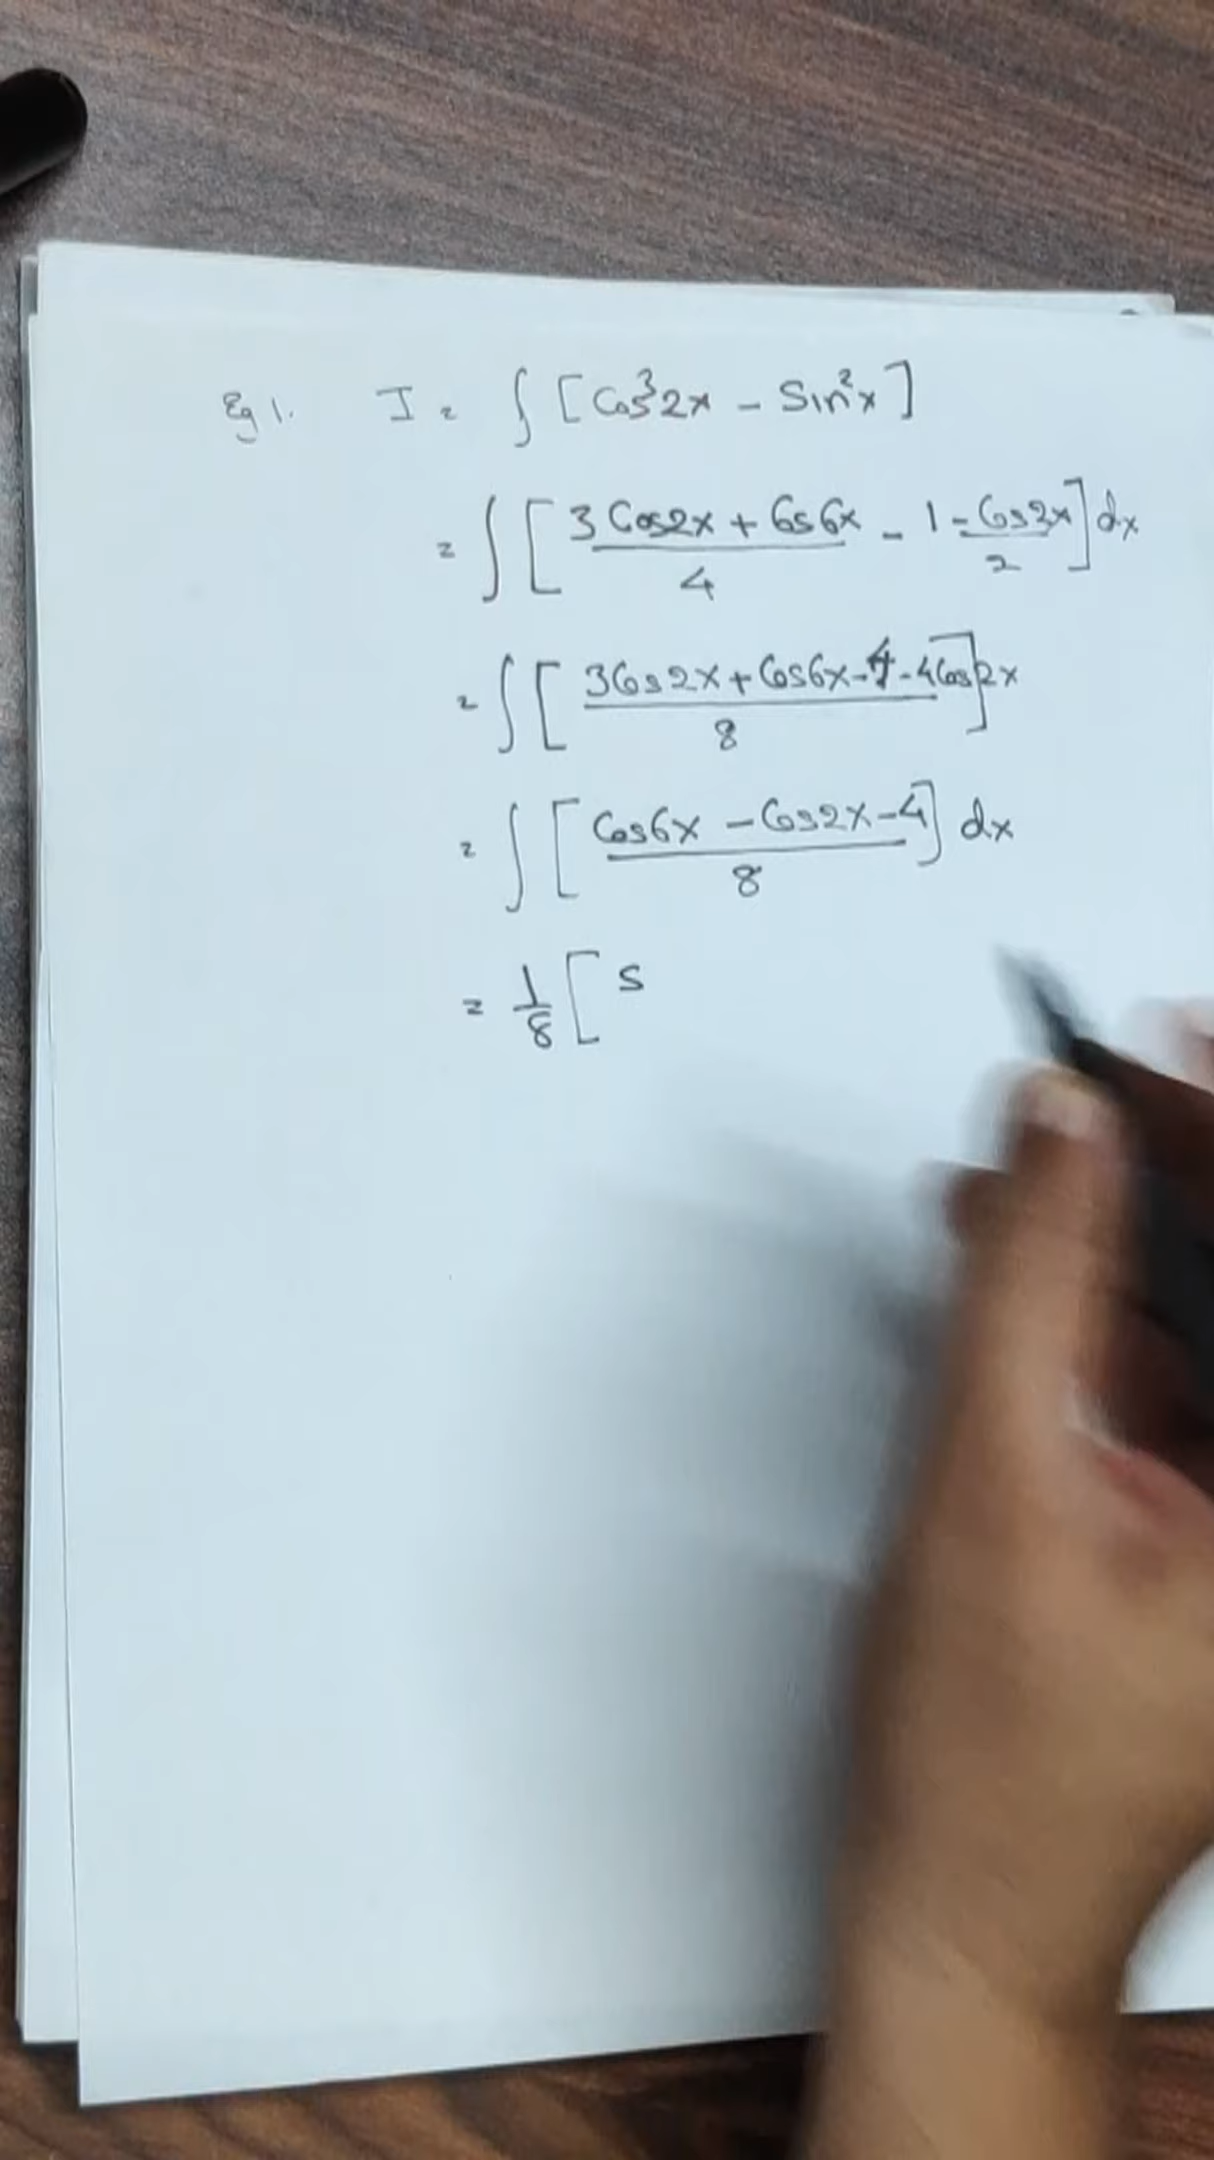 Eg 1. I = ∫ [Cos³2x - Sin²x]
= ∫ [ (3 Cos2x + Cos6x)/4 - (1 - Cos2x)/2 ] dx
= ∫ [ (3Cos2x + Cos6x - 4 - 4Cos2x)/8 ]
= ∫ [ (Cos6x - Cos2x - 4)/8 ] dx
= 1/8 [ S